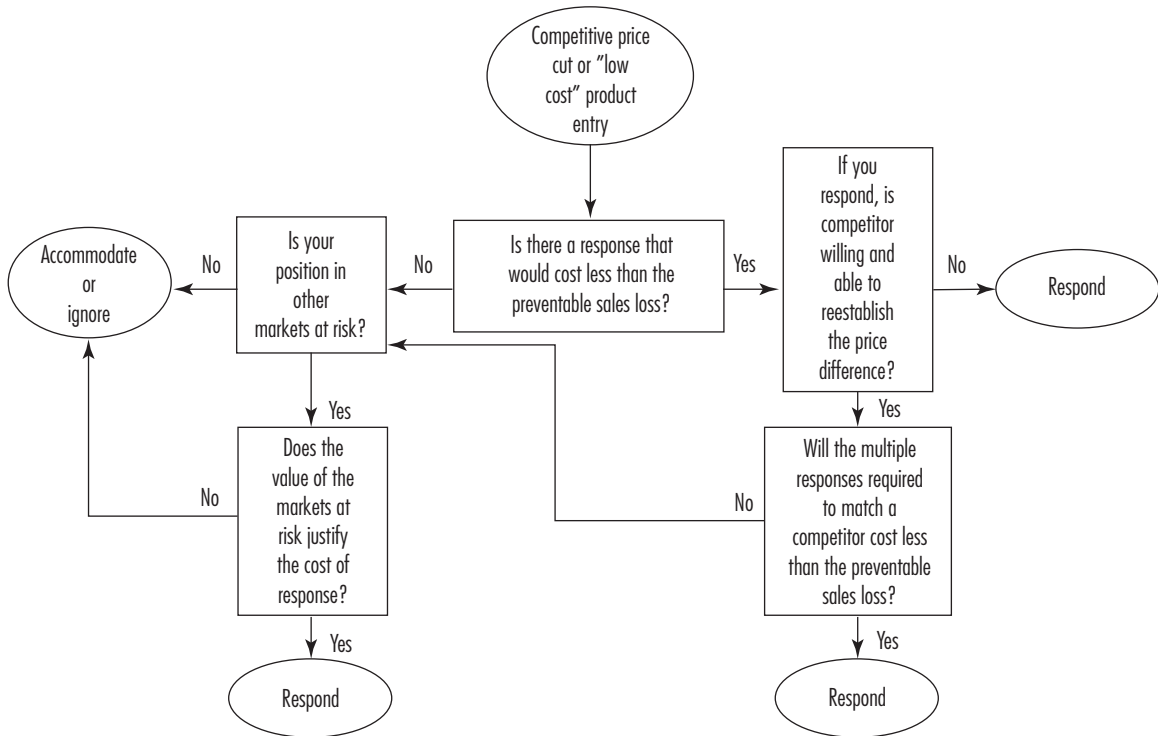 Competitive price
cut or "low
cost" product
entry
If you
respond, is
competitor
willing and
able to
reestablish
the price
difference?
Is there a response that
would cost less than the
preventable sales loss?
Is your
position in
other
markets at risk?
Accommodate
or
ignore
No
No
Yes
No
Respond
Yes
Yes
Does the
value of the
markets at
risk justify
the cost of
response?
No
Will the multiple
responses required
to match a
competitor cost less
than the preventable
sales loss?
No
Yes
Yes
Respond
Respond